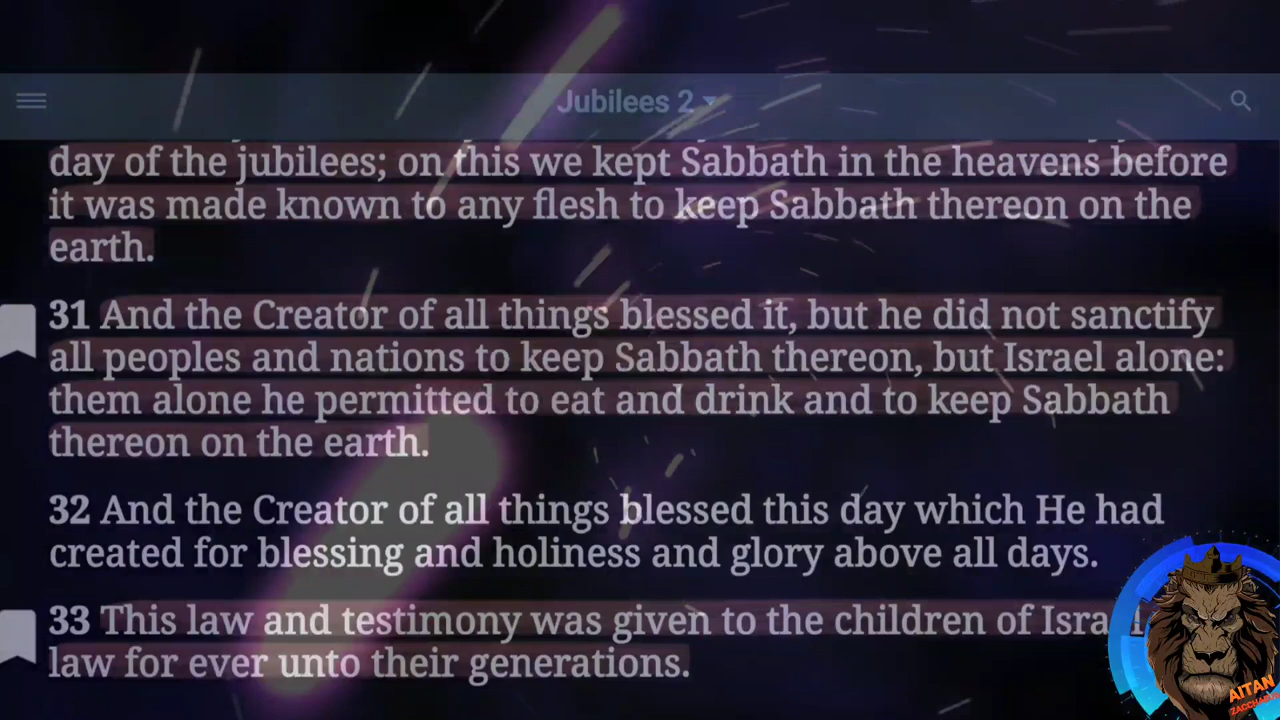 Jubilees 2
day of the jubilees; on this we kept Sabbath in the heavens before
it was made known to any flesh to keep Sabbath thereon on the
earth.
31 And the Creator of all things blessed it, but he did not sanctify
all peoples and nations to keep Sabbath thereon, but Israel alone:
them alone he permitted to eat and drink and to keep Sabbath
thereon on the earth.
32 And the Creator of all things blessed this day which He had
created for blessing and holiness and glory above all days.
33 This law and testimony was given to the children of Israel
law for ever unto their generations.
AITAN